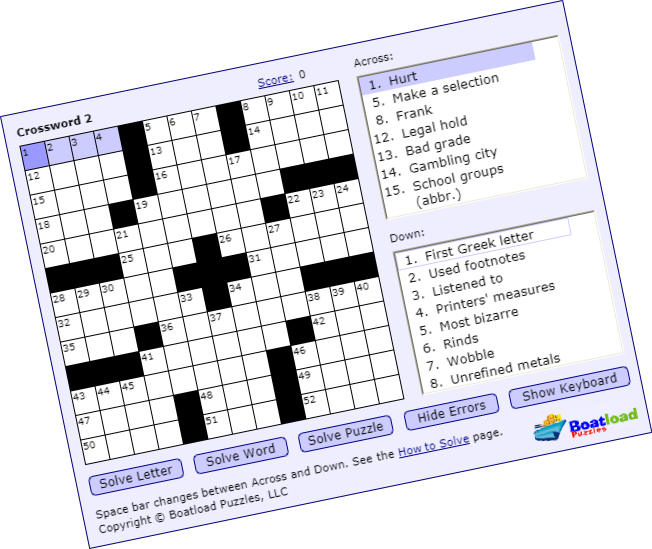 Crossword 2
Score: 0
1 2 3 4 5 6 7 8 9 10 11
12 13 14
15 16 17
18 19
20 21 22 23 24
25 26 27
28 29 30 31
32 33 34
35 36 37 38 39 40
41 42
43 44 45 46
47 48 49
50 51 52
Across:
1. Hurt
5. Make a selection
8. Frank
12. Legal hold
13. Bad grade
14. Gambling city
15. School groups
(abbr.)
Down:
1. First Greek letter
2. Used footnotes
3. Listened to
4. Printers' measures
5. Most bizarre
6. Rinds
7. Wobble
8. Unrefined metals
Solve Letter
Solve Word
Solve Puzzle
Hide Errors
Show Keyboard
Space bar changes between Across and Down. See the How to Solve page.
Copyright © Boatload Puzzles, LLC
Boatload
Puzzles